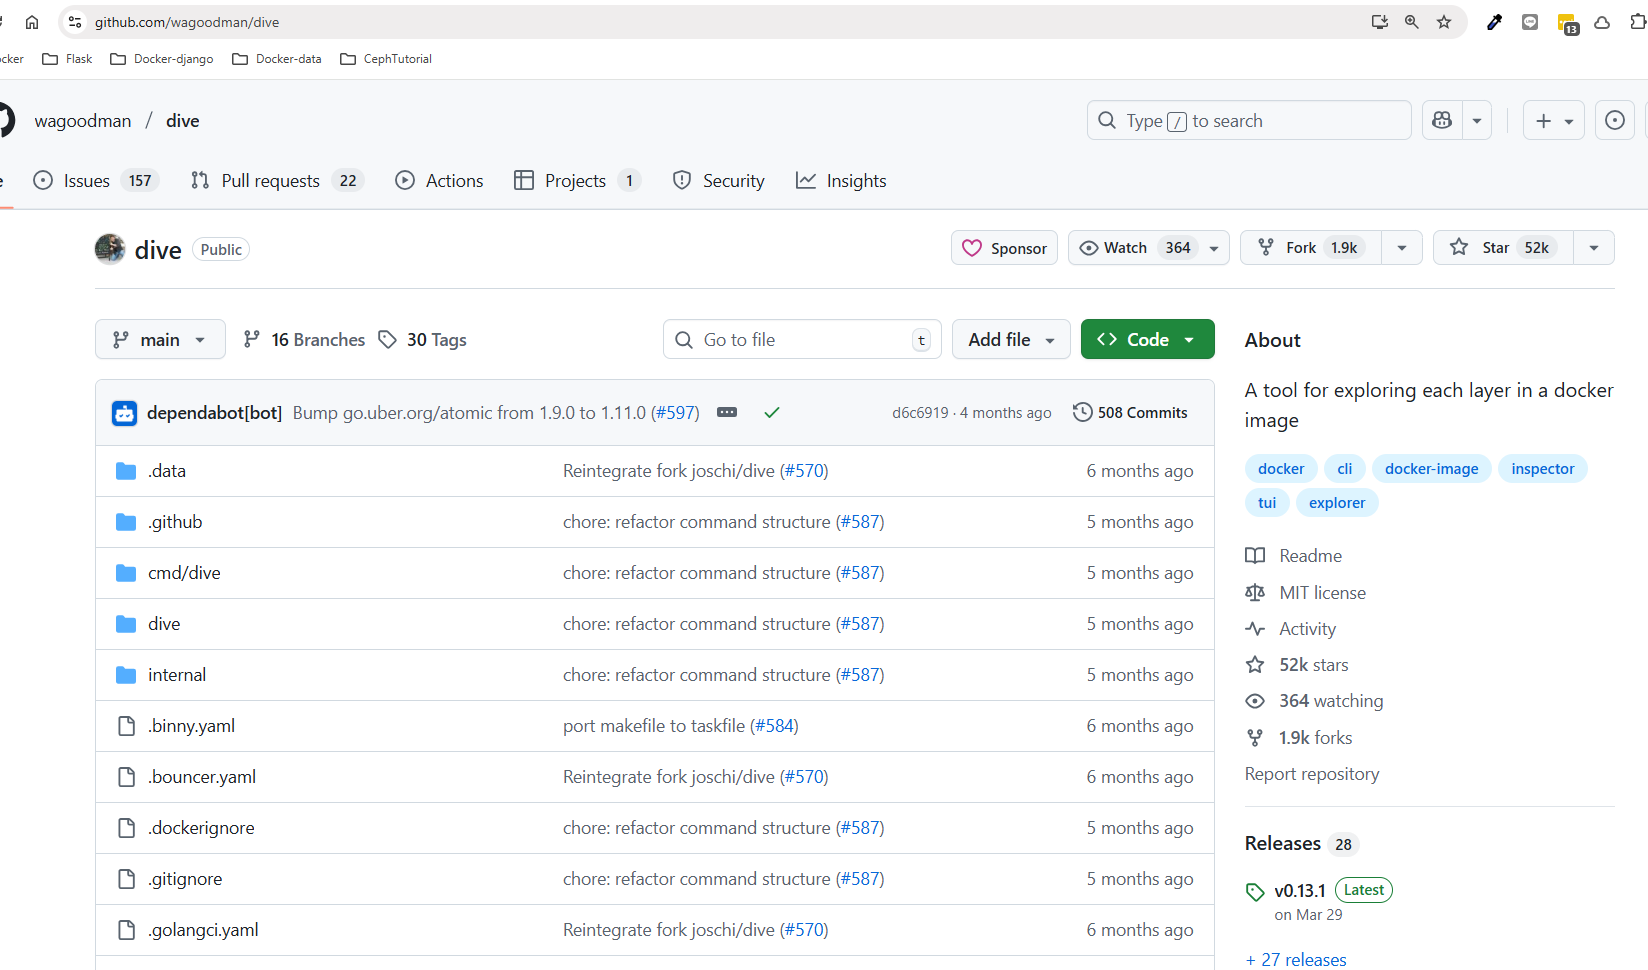 github.com/wagoodman/dive
13
cker Flask Docker-django Docker-data CephTutorial
wagoodman / dive
Type / to search
e Issues 157 Pull requests 22 Actions Projects 1 Security Insights
dive Public
Sponsor Watch 364 Fork 1.9k Star 52k
main 16 Branches 30 Tags Go to file t Add file Code
About
A tool for exploring each layer in a docker
image
docker cli docker-image inspector
tui explorer
Readme
MIT license
Activity
52k stars
364 watching
1.9k forks
Report repository
Releases 28
v0.13.1 Latest
on Mar 29
+ 27 releases
dependabot[bot] Bump go.uber.org/atomic from 1.9.0 to 1.11.0 (#597) d6c6919 · 4 months ago 508 Commits
.data Reintegrate fork joschi/dive (#570) 6 months ago
.github chore: refactor command structure (#587) 5 months ago
cmd/dive chore: refactor command structure (#587) 5 months ago
dive chore: refactor command structure (#587) 5 months ago
internal chore: refactor command structure (#587) 5 months ago
.binny.yaml port makefile to taskfile (#584) 6 months ago
.bouncer.yaml Reintegrate fork joschi/dive (#570) 6 months ago
.dockerignore chore: refactor command structure (#587) 5 months ago
.gitignore chore: refactor command structure (#587) 5 months ago
.golangci.yaml Reintegrate fork joschi/dive (#570) 6 months ago